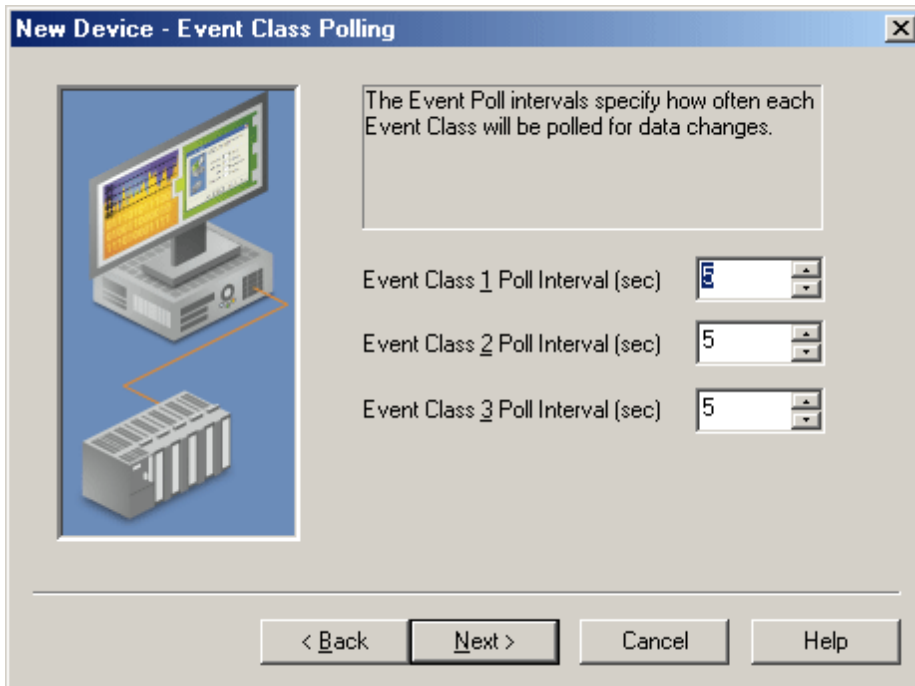 New Device - Event Class Polling
The Event Poll intervals specify how often each
Event Class will be polled for data changes.
Event Class 1 Poll Interval (sec) 5
Event Class 2 Poll Interval (sec) 5
Event Class 3 Poll Interval (sec) 5
< Back Next > Cancel Help